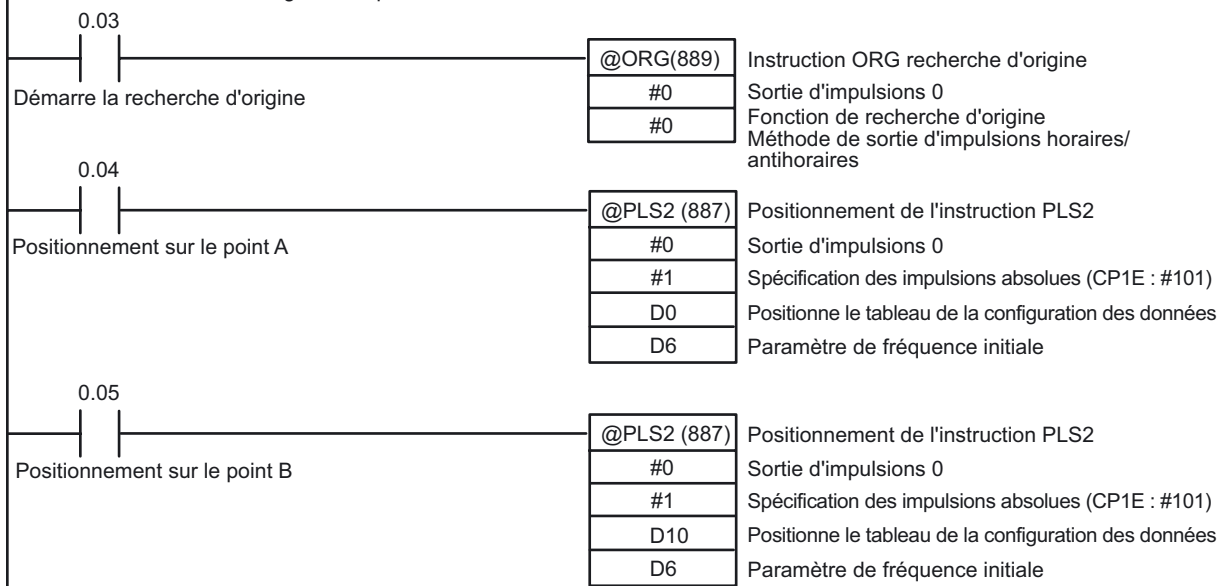 0.03
@ORG(889) Instruction ORG recherche d'origine
Démarre la recherche d'origine
#0 Sortie d'impulsions 0
#0 Fonction de recherche d'origine
Méthode de sortie d'impulsions horaires/
antihoraires
0.04
@PLS2 (887) Positionnement de l'instruction PLS2
Positionnement sur le point A
#0 Sortie d'impulsions 0
#1 Spécification des impulsions absolues (CP1E : #101)
D0 Positionne le tableau de la configuration des données
D6 Paramètre de fréquence initiale
0.05
@PLS2 (887) Positionnement de l'instruction PLS2
Positionnement sur le point B
#0 Sortie d'impulsions 0
#1 Spécification des impulsions absolues (CP1E : #101)
D10 Positionne le tableau de la configuration des données
D6 Paramètre de fréquence initiale